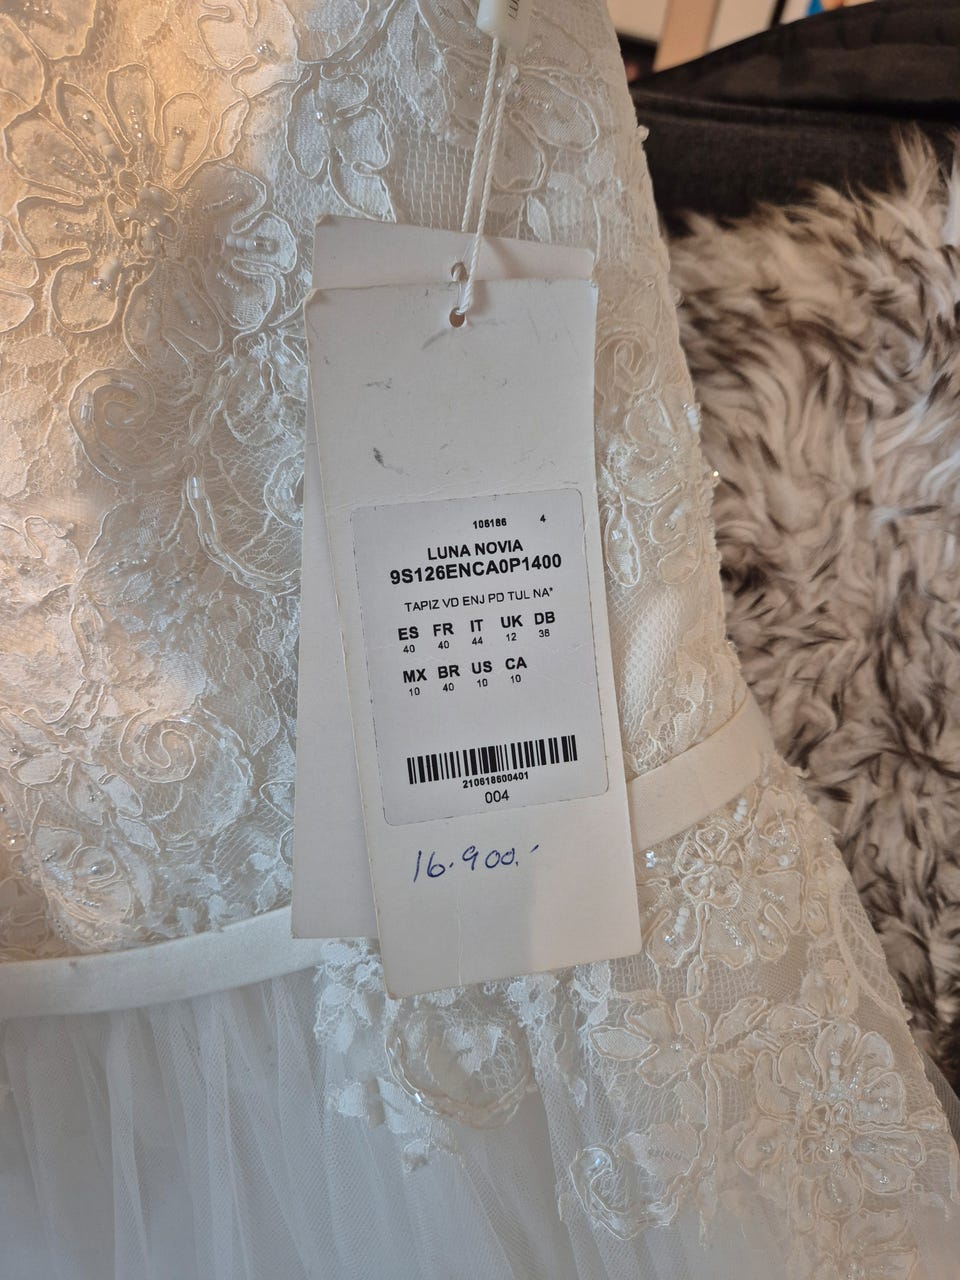 106186 4
LUNA NOVIA
9S126ENCA0P1400
TAPIZ VD ENJ PD TUL NA*
ES FR IT UK DB
40 40 44 12 38
MX BR US CA
10 40 10 10
210618600401
004
16.900.-